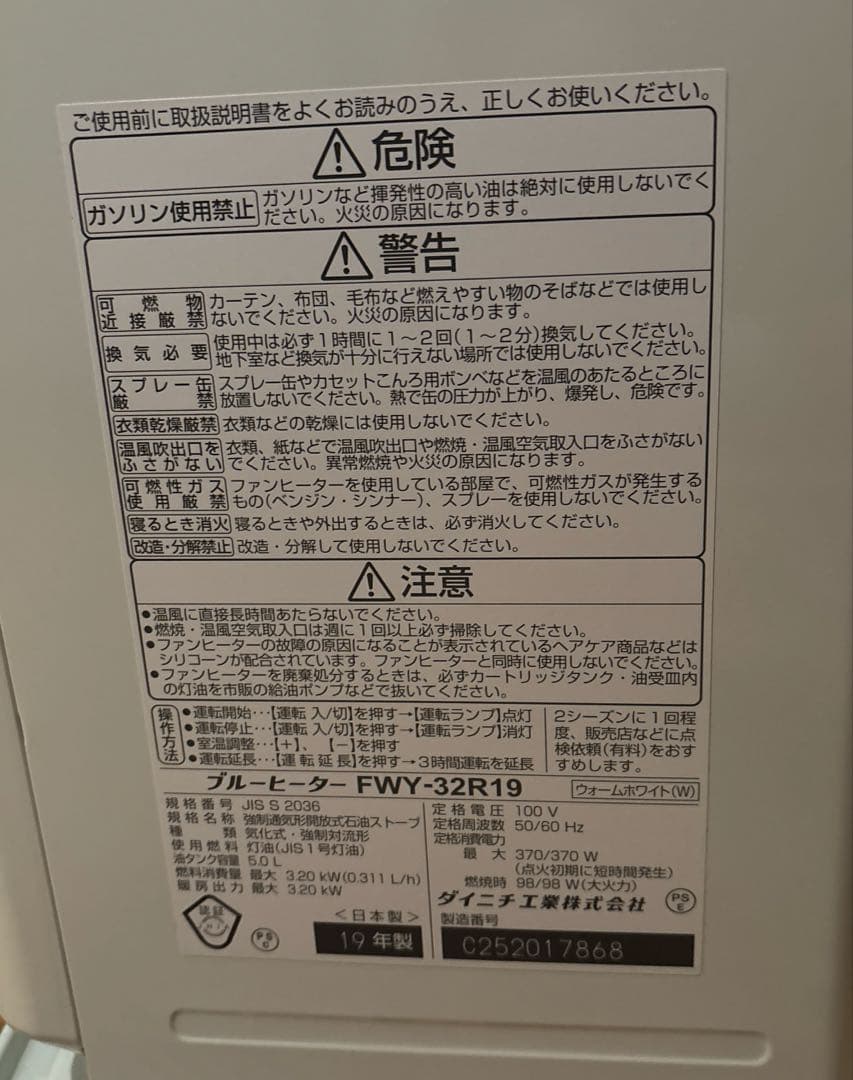 ご使用前に取扱説明書をよくお読みのうえ、正しくお使いください。
危険
ガソリン使用禁止
ガソリンなど揮発性の高い油は絶対に使用しないでく
ださい。火災の原因になります。
警告
可燃物
近接厳禁
カーテン、布団、毛布など燃えやすい物のそばなどでは使用し
ないでください。火災の原因になります。
換気必要
使用中は必ず1時間に1〜2回(1〜2分)換気してください。
地下室など換気が十分に行えない場所では使用しないでください。
スプレー缶
厳禁
スプレー缶やカセットこんろ用ボンベなどを温風のあたるところに
放置しないでください。熱で缶の圧力が上がり、爆発し、危険です。
衣類乾燥厳禁
衣類などの乾燥には使用しないでください。
温風吹出口を
ふさがない
衣類、紙などで温風吹出口や燃焼・温風空気取入口をふさがない
でください。異常燃焼や火災の原因になります。
可燃性ガス
使用厳禁
ファンヒーターを使用している部屋で、可燃性ガスが発生する
もの(ベンジン・シンナー)、スプレーを使用しないでください。
寝るとき消火
寝るときや外出するときは、必ず消火してください。
改造・分解禁止
改造・分解して使用しないでください。
注意
●温風に直接長時間あたらないでください。
●燃焼・温風空気取入口は週に1回以上必ず掃除してください。
●ファンヒーターの故障の原因になることが表示されているヘアケア商品などは
シリコーンが配合されています。ファンヒーターと同時に使用しないでください。
●ファンヒーターを廃棄処分するときは、必ずカートリッジタンク・油受皿内
の灯油を市販の給油ポンプなどで抜いてください。
操作方法
●運転開始…【運転 入/切】を押す→【運転ランプ】点灯
●運転停止…【運転 入/切】を押す→【運転ランプ】消灯
●室温調整…【+】、【−】を押す
●運転延長…【運転延長】を押す→3時間運転を延長
2シーズンに1回程
度、販売店などに点
検依頼(有料)をおす
すめします。
ブルーヒーター FWY-32R19
ウォームホワイト(W)
規格番号 JIS S 2036
規格名称 強制通気形開放式石油ストーブ
種類 気化式・強制対流形
使用燃料 灯油(JIS1号灯油)
油タンク容量 5.0 L
燃料消費量 最大 3.20 kW(0.311 L/h)
暖房出力 最大 3.20 kW
定格電圧 100 V
定格周波数 50/60 Hz
定格消費電力
最大 370/370 W
(点火初期に短時間発生)
燃焼時 98/98 W(大火力)
ダイニチ工業株式会社
PS
E
認証
PS
C
<日本製>
19年製
製造番号
C252017868